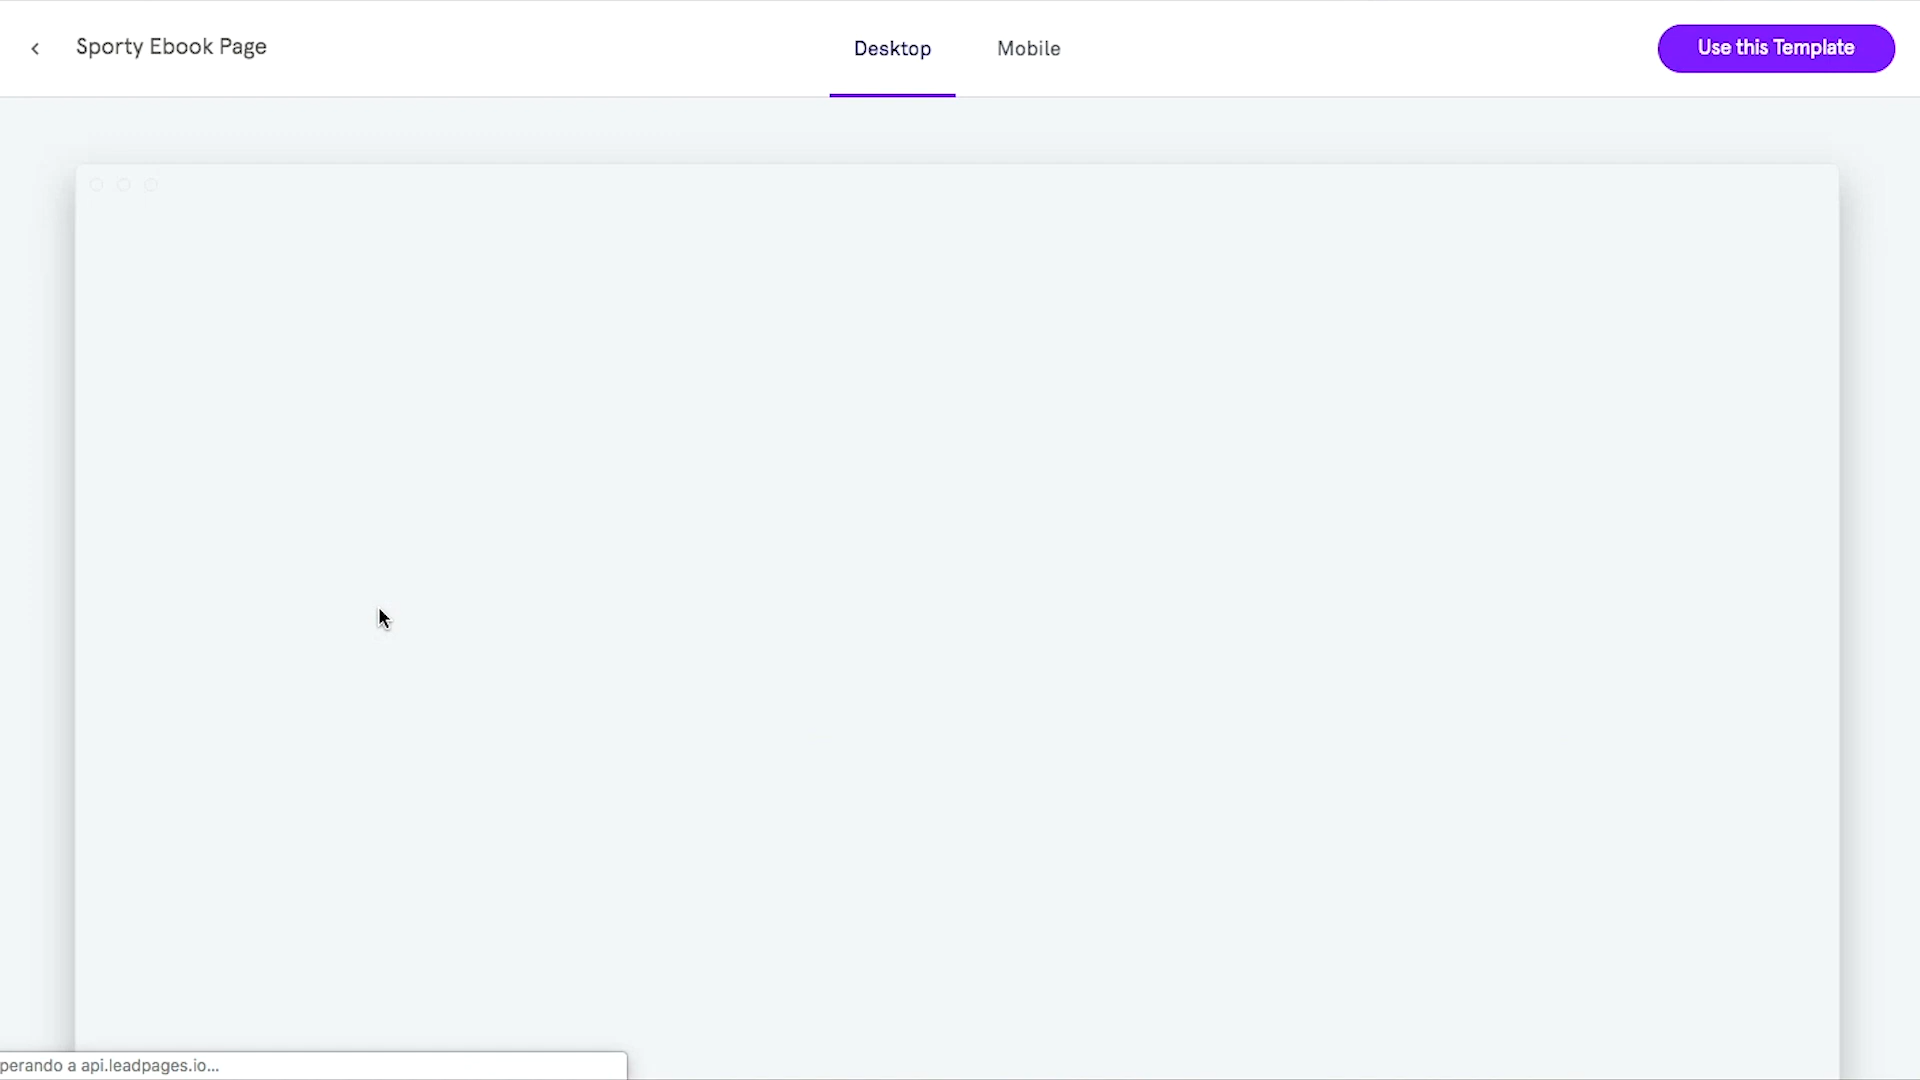 Sporty Ebook Page
Desktop
Mobile
Use this Template
perando a api.leadpages.io...